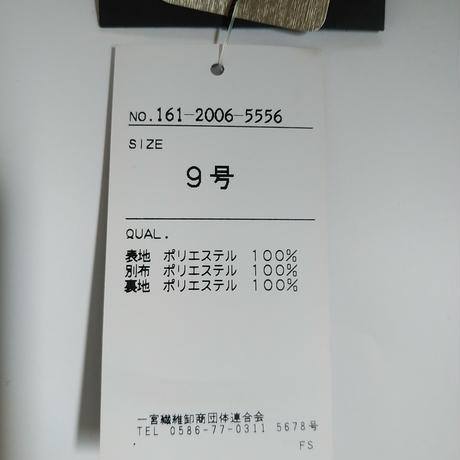 NO.161-2006-5556
SIZE
9号
QUAL.
表地 ポリエステル 100%
別布 ポリエステル 100%
裏地 ポリエステル 100%
一宮繊維卸商団体連合会
TEL 0586-77-0311 5678号
FS